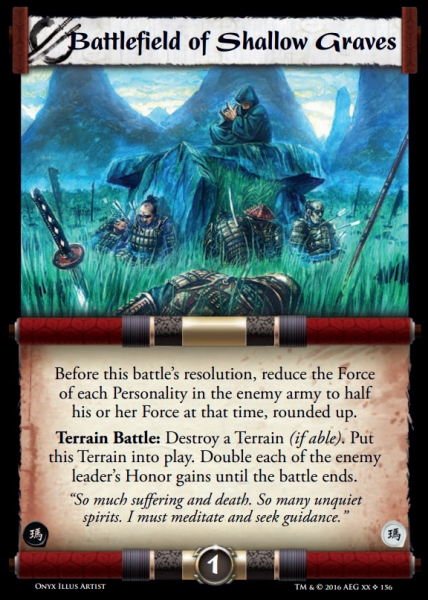 Battlefield of Shallow Graves
Before this battle's resolution, reduce the Force
of each Personality in the enemy army to half
his or her Force at that time, rounded up.
Terrain Battle: Destroy a Terrain (if able). Put
this Terrain into play. Double each of the enemy
leader's Honor gains until the battle ends.
"So much suffering and death. So many unquiet
spirits. I must meditate and seek guidance."
瑪 瑪
1
Onyx Illus Artist TM & © 2016 AEG xx ❖ 156